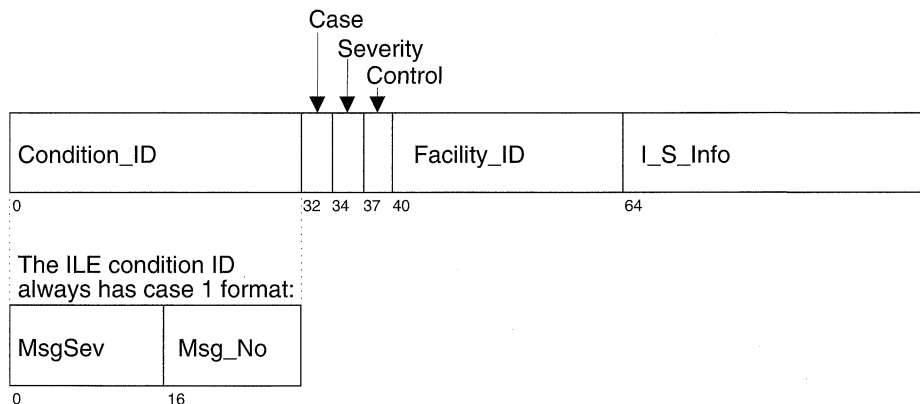 Case
Severity
Control
Condition_ID
Facility_ID
I_S_Info
0
32
34
37
40
64
The ILE condition ID
always has case 1 format:
MsgSev
Msg_No
0
16